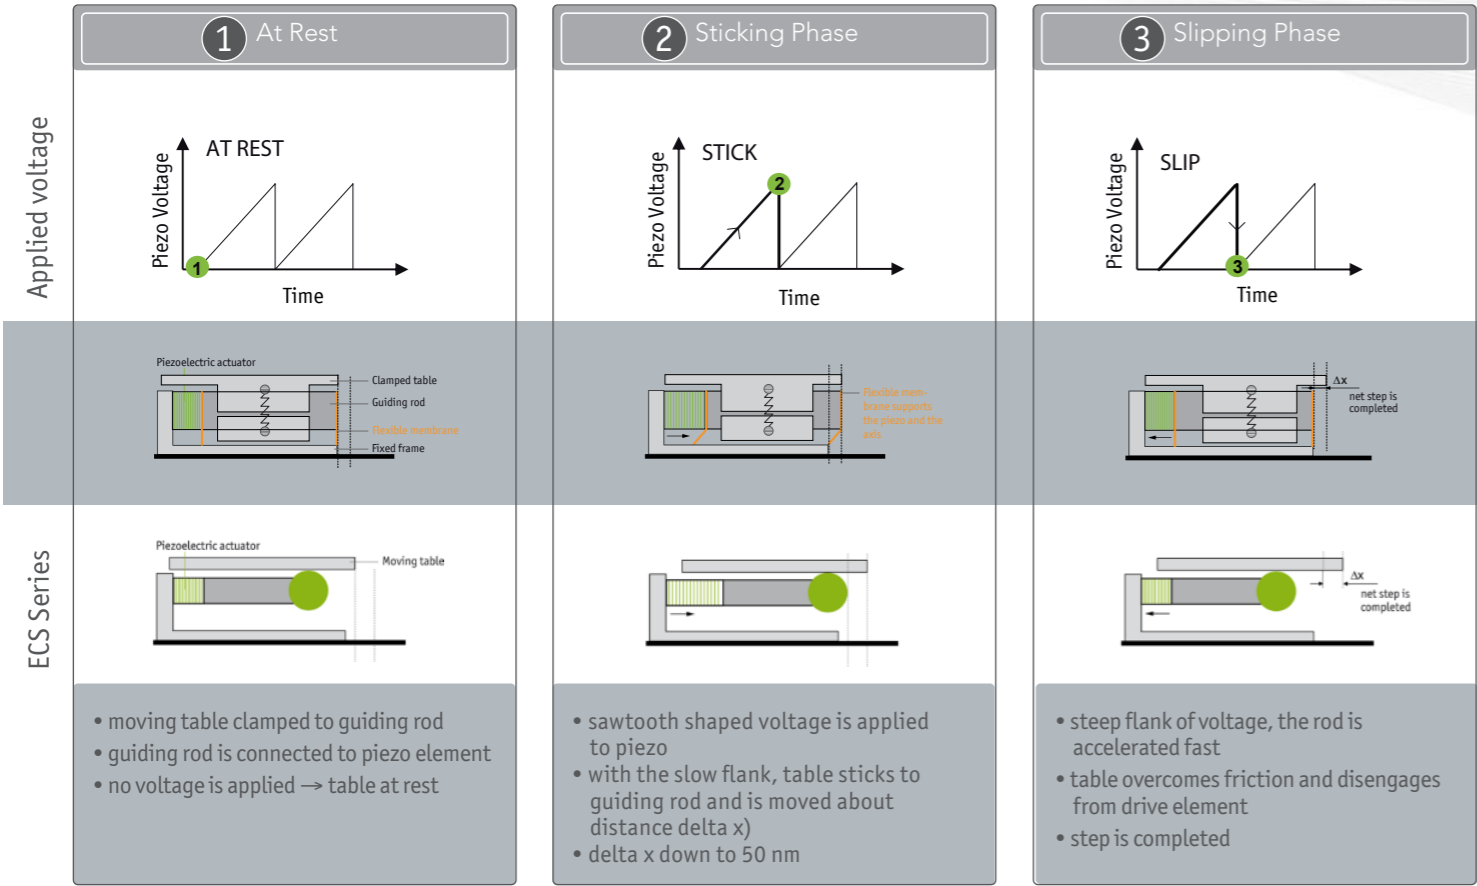 1 At Rest
2 Sticking Phase
3 Slipping Phase
Applied voltage
Piezo Voltage
AT REST
1
Time
Piezo Voltage
STICK
2
Time
Piezo Voltage
SLIP
3
Time
Piezoelectric actuator
Clamped table
Guiding rod
Flexible membrane
Fixed frame
Flexible mem-
brane supports
the piezo and the
axis
Δx
net step is
completed
ECS Series
Piezoelectric actuator
Moving table
Δx
net step is
completed
• moving table clamped to guiding rod
• guiding rod is connected to piezo element
• no voltage is applied → table at rest
• sawtooth shaped voltage is applied
to piezo
• with the slow flank, table sticks to
guiding rod and is moved about
distance delta x)
• delta x down to 50 nm
• steep flank of voltage, the rod is
accelerated fast
• table overcomes friction and disengages
from drive element
• step is completed